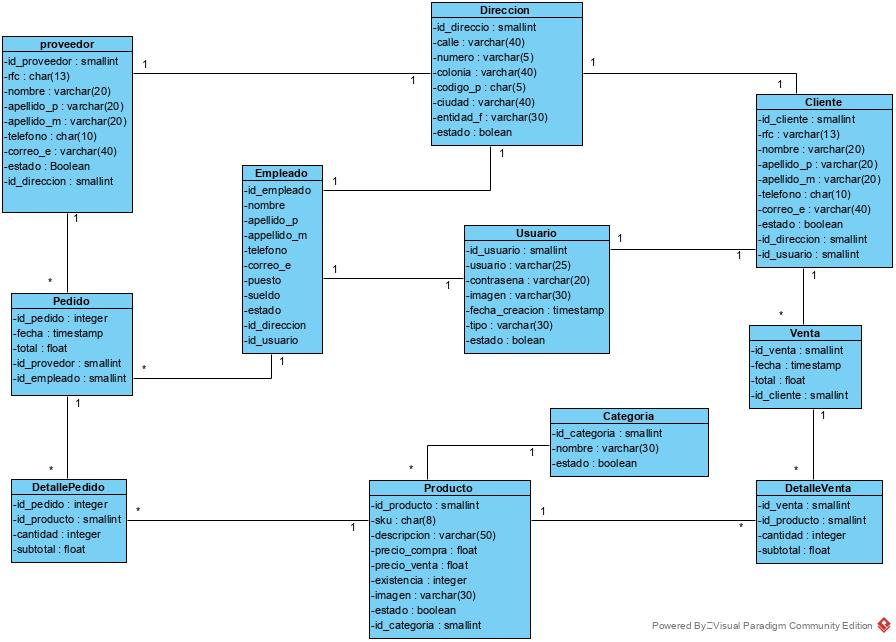 Direccion
-id_direccio : smallint
-calle : varchar(40)
-numero : varchar(5)
-colonia : varchar(40)
-codigo_p : char(5)
-ciudad : varchar(40)
-entidad_f : varchar(30)
-estado : bolean
proveedor
-id_proveedor : smallint
-rfc : char(13)
-nombre : varchar(20)
-apellido_p : varchar(20)
-apellido_m : varchar(20)
-telefono : char(10)
-correo_e : varchar(40)
-estado : Boolean
-id_direccion : smallint
1
1
1
1
Cliente
-id_cliente : smallint
-rfc : varchar(13)
-nombre : varchar(20)
-apellido_p : varchar(20)
-apellido_m : varchar(20)
-telefono : char(10)
-correo_e : varchar(40)
-estado : boolean
-id_direccion : smallint
-id_usuario : smallint
1
1
Empleado
-id_empleado
-nombre
-apellido_p
-appellido_m
-telefono
-correo_e
-puesto
-sueldo
-estado
-id_direccion
-id_usuario
Usuario
-id_usuario : smallint
-usuario : varchar(25)
-contrasena : varchar(20)
-imagen : varchar(30)
-fecha_creacion : timestamp
-tipo : varchar(30)
-estado : bolean
1
1
1
1
1
*
1
*
Pedido
-id_pedido : integer
-fecha : timestamp
-total : float
-id_provedor : smallint
-id_empleado : smallint
*
1
Venta
-id_venta : smallint
-fecha : timestamp
-total : float
-id_cliente : smallint
1
*
1
*
Categoria
-id_categoria : smallint
-nombre : varchar(30)
-estado : boolean
1
*
DetallePedido
-id_pedido : integer
-id_producto : smallint
-cantidad : integer
-subtotal : float
*
1
Producto
-id_producto : smallint
-sku : char(8)
-descripcion : varchar(50)
-precio_compra : float
-precio_venta : float
-existencia : integer
-imagen : varchar(30)
-estado : boolean
-id_categoria : smallint
1
*
DetalleVenta
-id_venta : smallint
-id_producto : smallint
-cantidad : integer
-subtotal : float
Powered By Visual Paradigm Community Edition